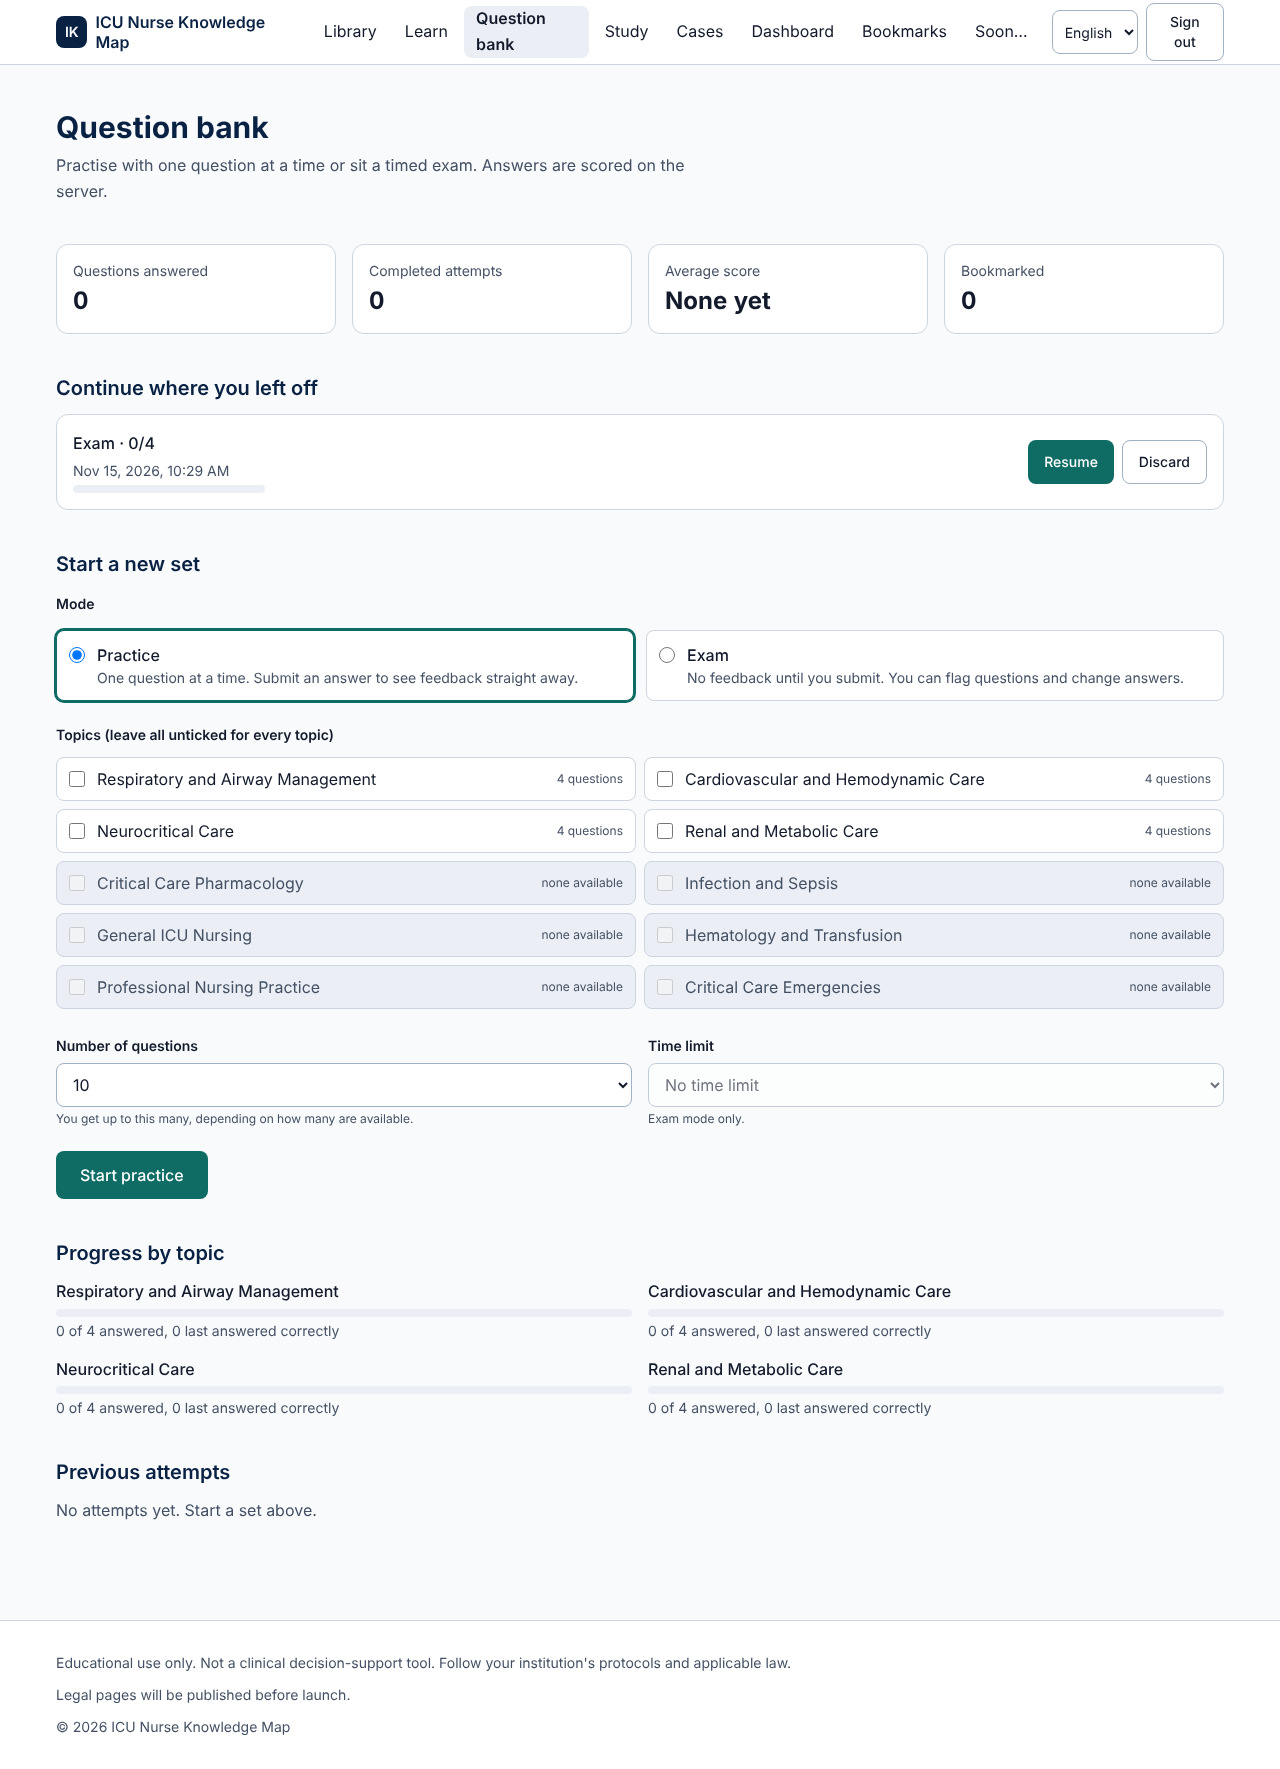 IK
ICU Nurse Knowledge
Map
Library
Learn
Question
bank
Study
Cases
Dashboard
Bookmarks
Soon…
English
Sign
out
Question bank
Practise with one question at a time or sit a timed exam. Answers are scored on the
server.
Questions answered
0
Completed attempts
0
Average score
None yet
Bookmarked
0
Continue where you left off
Exam · 0/4
Nov 15, 2026, 10:29 AM
Resume
Discard
Start a new set
Mode
Practice
One question at a time. Submit an answer to see feedback straight away.
Exam
No feedback until you submit. You can flag questions and change answers.
Topics (leave all unticked for every topic)
Respiratory and Airway Management
4 questions
Cardiovascular and Hemodynamic Care
4 questions
Neurocritical Care
4 questions
Renal and Metabolic Care
4 questions
Critical Care Pharmacology
none available
Infection and Sepsis
none available
General ICU Nursing
none available
Hematology and Transfusion
none available
Professional Nursing Practice
none available
Critical Care Emergencies
none available
Number of questions
10
You get up to this many, depending on how many are available.
Time limit
No time limit
Exam mode only.
Start practice
Progress by topic
Respiratory and Airway Management
0 of 4 answered, 0 last answered correctly
Cardiovascular and Hemodynamic Care
0 of 4 answered, 0 last answered correctly
Neurocritical Care
0 of 4 answered, 0 last answered correctly
Renal and Metabolic Care
0 of 4 answered, 0 last answered correctly
Previous attempts
No attempts yet. Start a set above.
Educational use only. Not a clinical decision-support tool. Follow your institution's protocols and applicable law.
Legal pages will be published before launch.
© 2026 ICU Nurse Knowledge Map